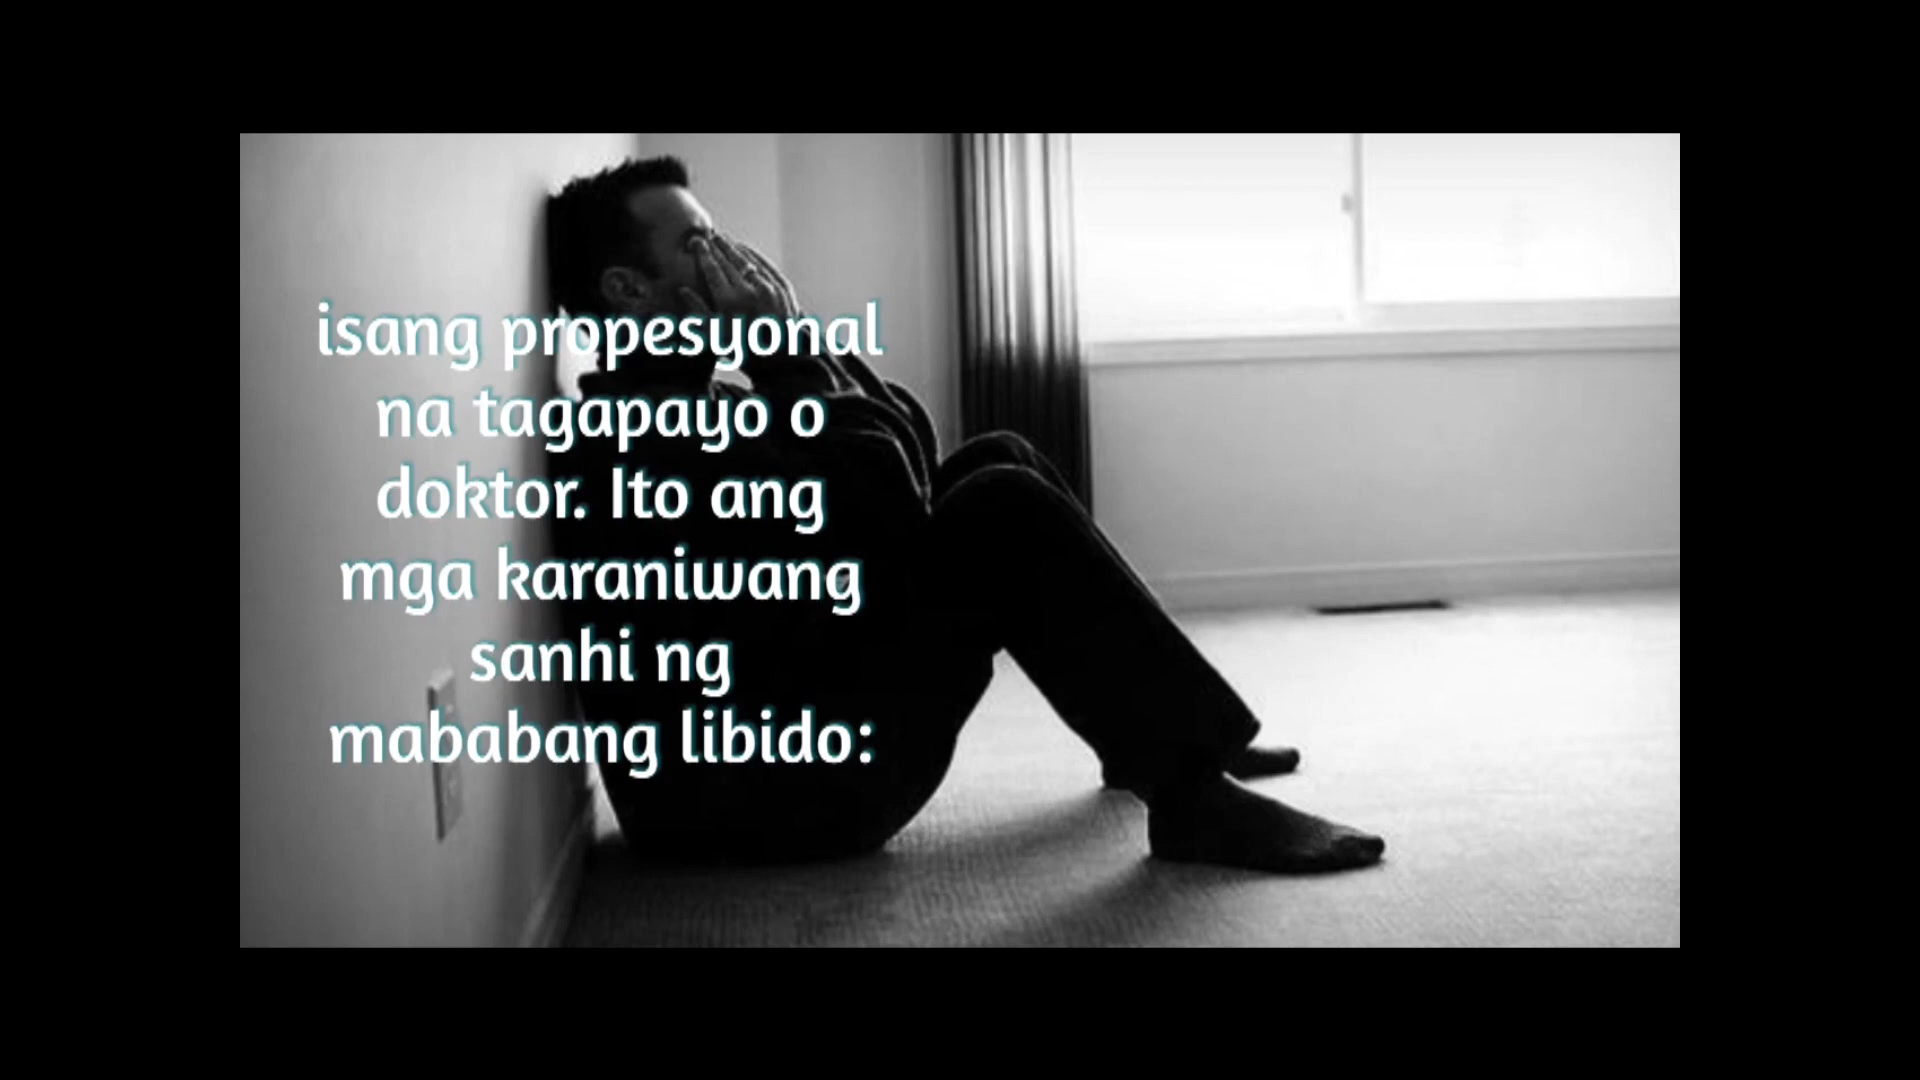 isang propesyonal
na tagapayo o
doktor. Ito ang
mga karaniwang
sanhi ng
mababang libido: